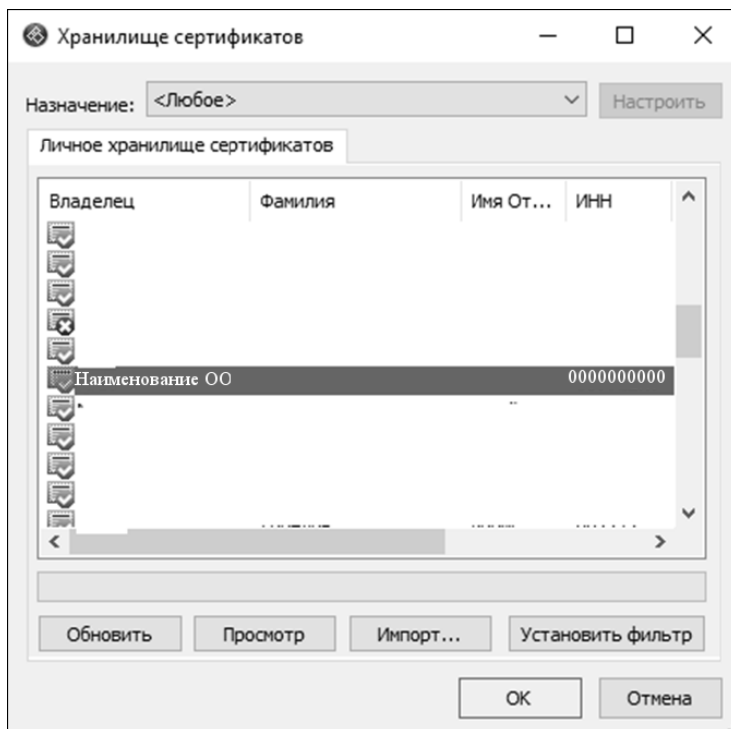 Хранилище сертификатов
Назначение: <Любое> Настроить
Личное хранилище сертификатов
Владелец Фамилия Имя От... ИНН
Наименование ОО 0000000000
Обновить Просмотр Импорт... Установить фильтр
ОК Отмена